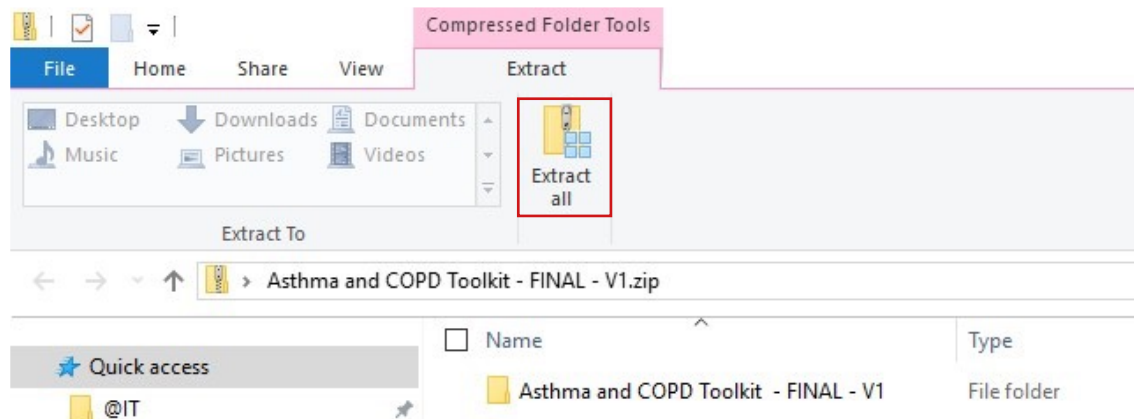 Compressed Folder Tools
File Home Share View Extract
Desktop Downloads Documents
Music Pictures Videos
Extract
all
Extract To
Asthma and COPD Toolkit - FINAL - V1.zip
Name Type
Quick access
Asthma and COPD Toolkit - FINAL - V1 File folder
@IT